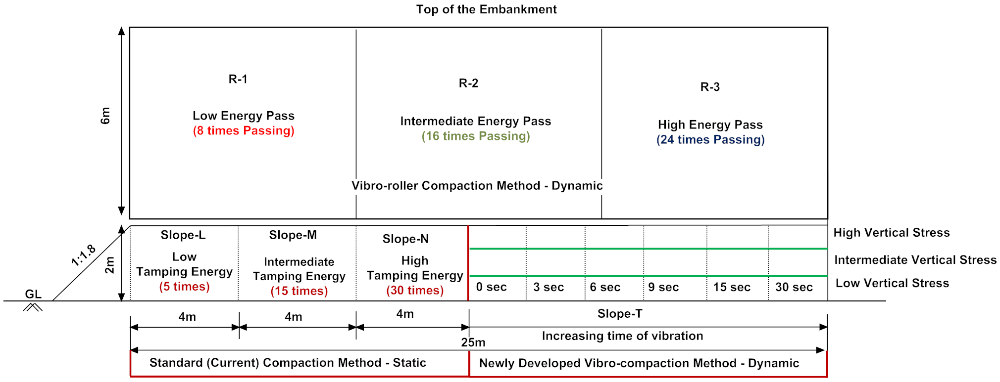 Top of the Embankment
R-1
Low Energy Pass
(8 times Passing)
R-2
Intermediate Energy Pass
(16 times Passing)
R-3
High Energy Pass
(24 times Passing)
6m
Vibro-roller Compaction Method - Dynamic
Slope-L
Low
Tamping Energy
(5 times)
Slope-M
Intermediate
Tamping Energy
(15 times)
Slope-N
High
Tamping Energy
(30 times)
High Vertical Stress
Intermediate Vertical Stress
Low Vertical Stress
0 sec
3 sec
6 sec
9 sec
15 sec
30 sec
1:1.8
2m
GL
4m
4m
4m
Slope-T
Increasing time of vibration
25m
Standard (Current) Compaction Method - Static
Newly Developed Vibro-compaction Method - Dynamic